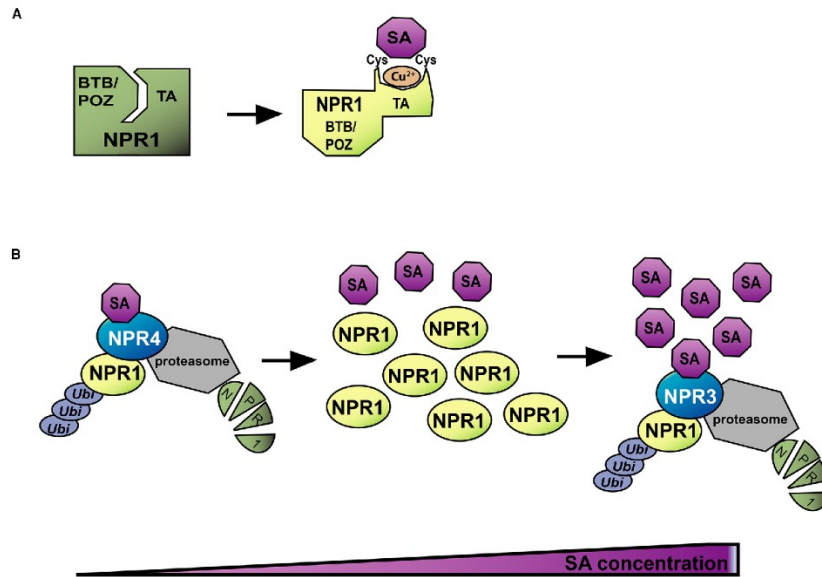 A
BTB/
POZ
TA
NPR1
SA
Cys
Cys
Cu2+
NPR1
TA
BTB/
POZ
B
SA
NPR4
NPR1
proteasome
Ubi
Ubi
Ubi
N
P
R
1
SA
SA
SA
NPR1
NPR1
NPR1
NPR1
NPR1
NPR1
NPR1
SA
SA
SA
SA
SA
SA
NPR3
NPR1
proteasome
Ubi
Ubi
Ubi
N
P
R
1
SA concentration